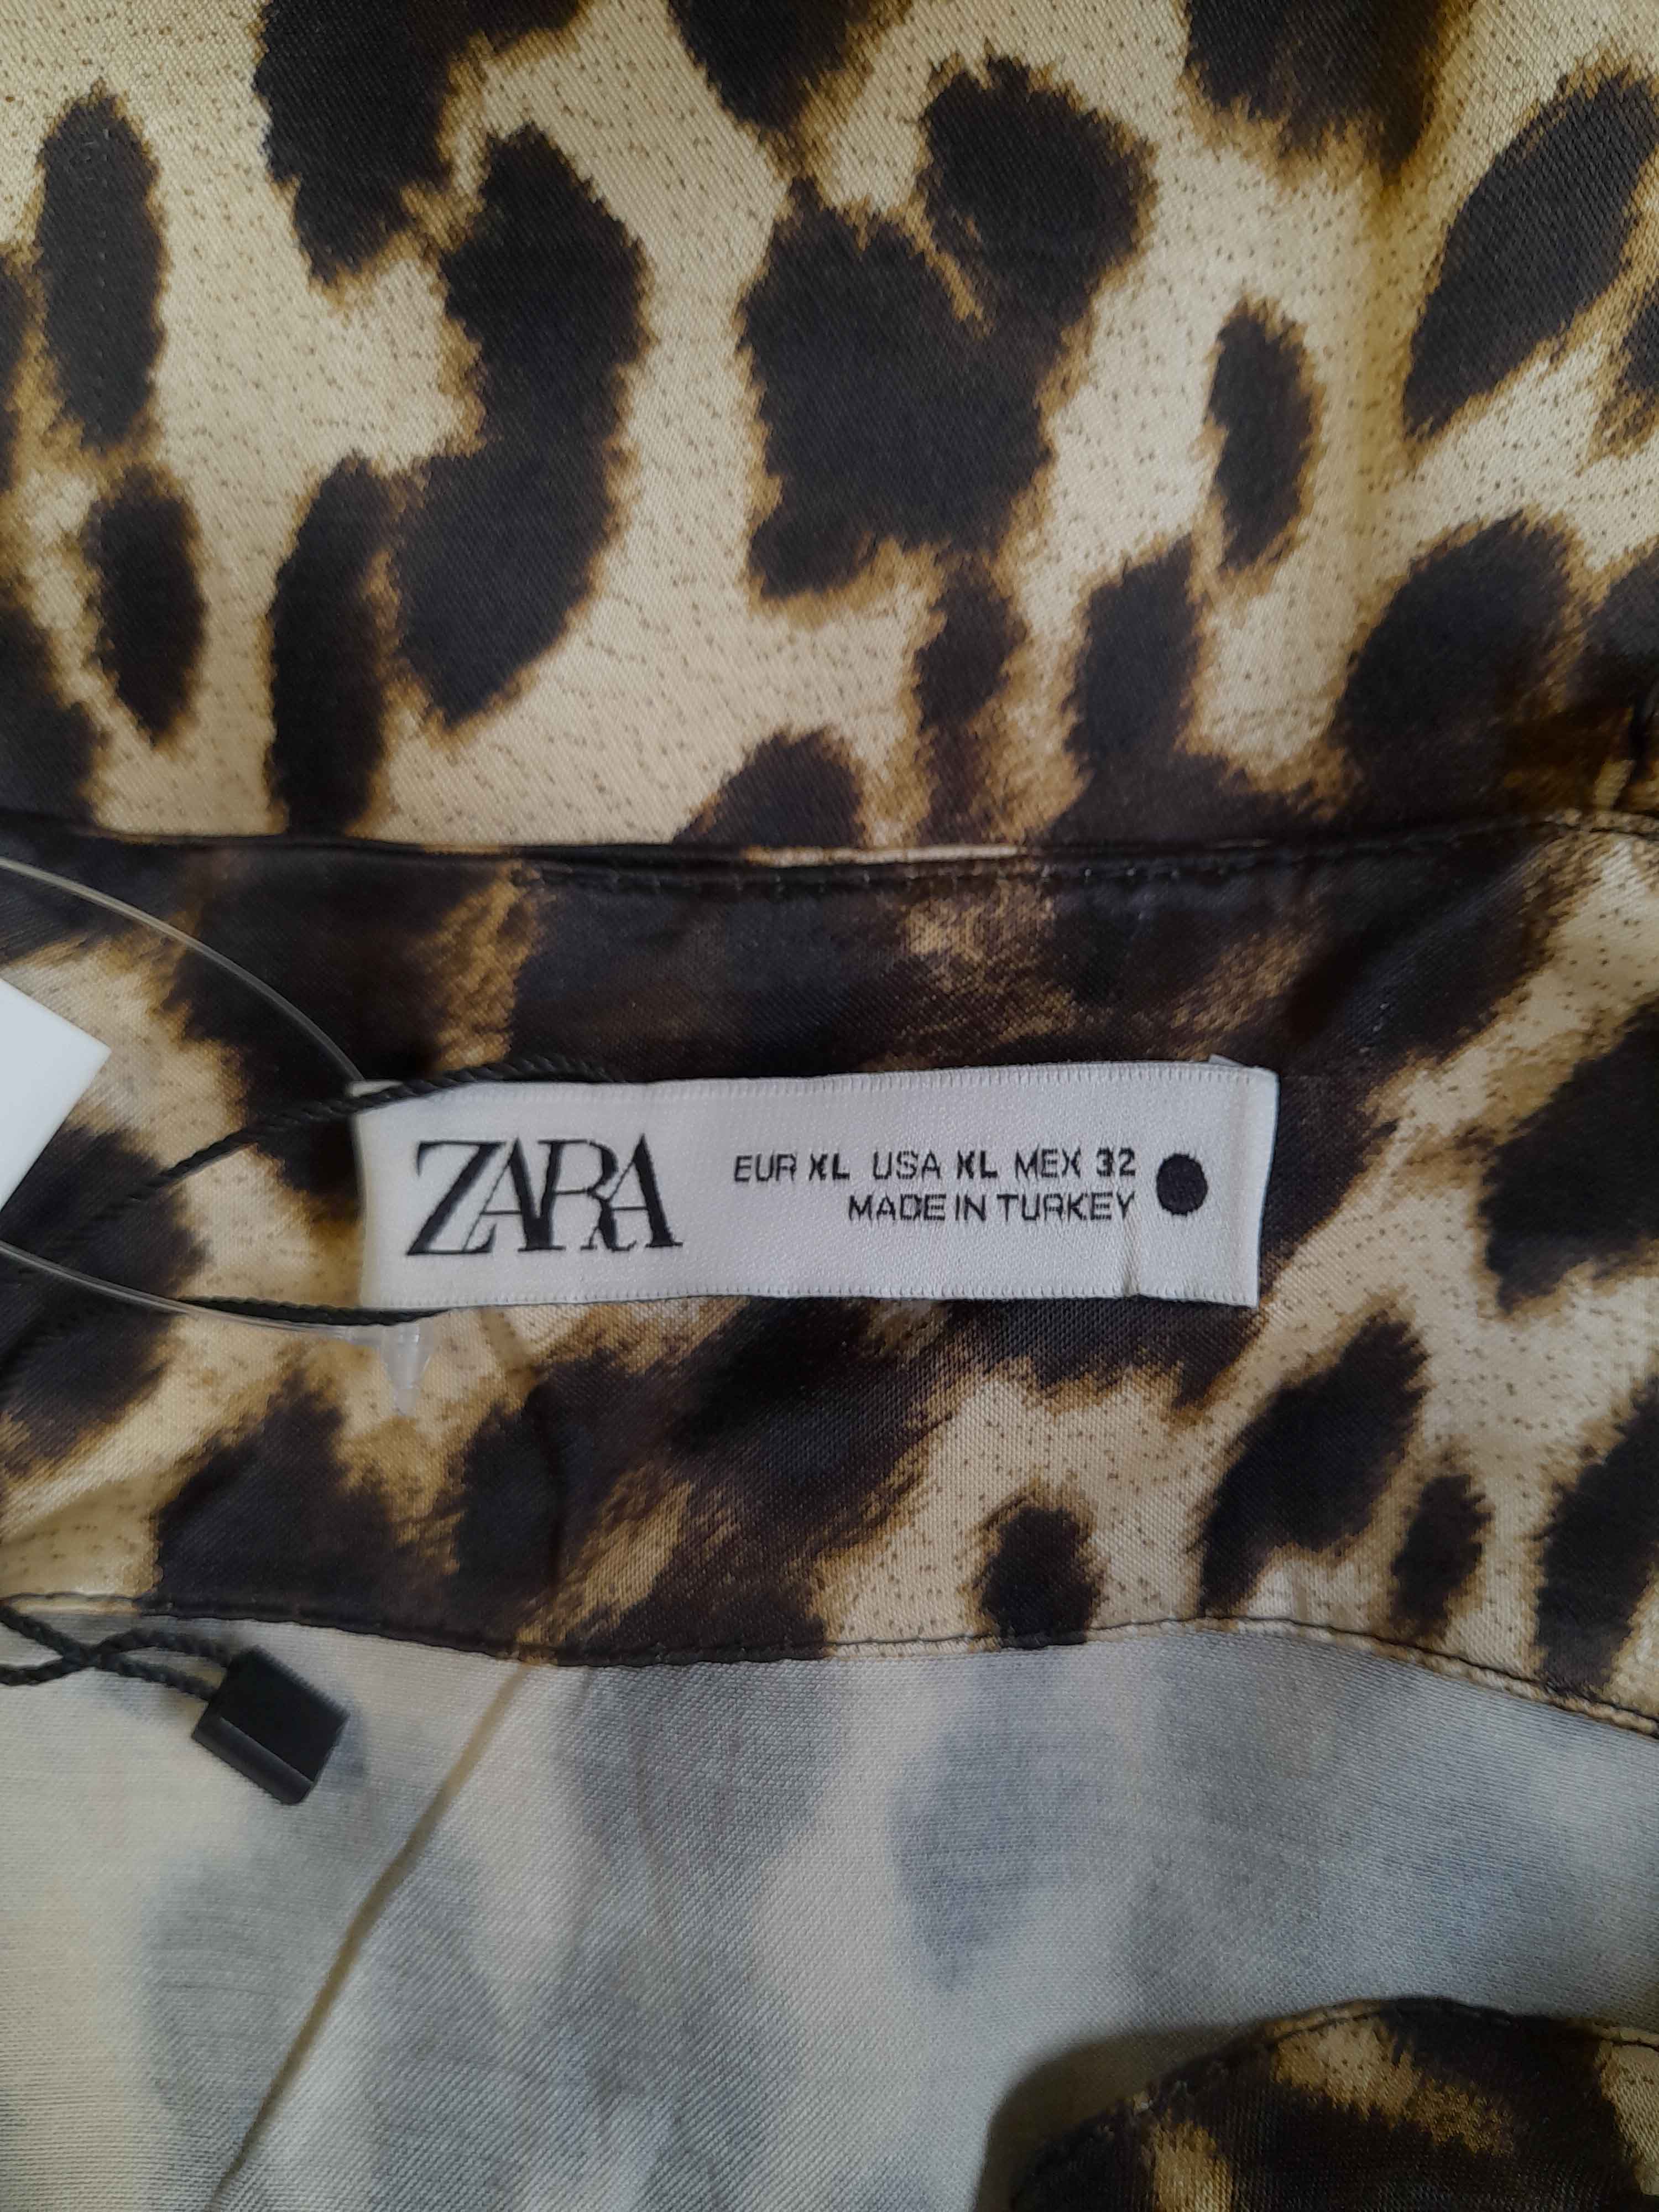 ZARA
EUR XL USA XL MEX 32
MADE IN TURKEY